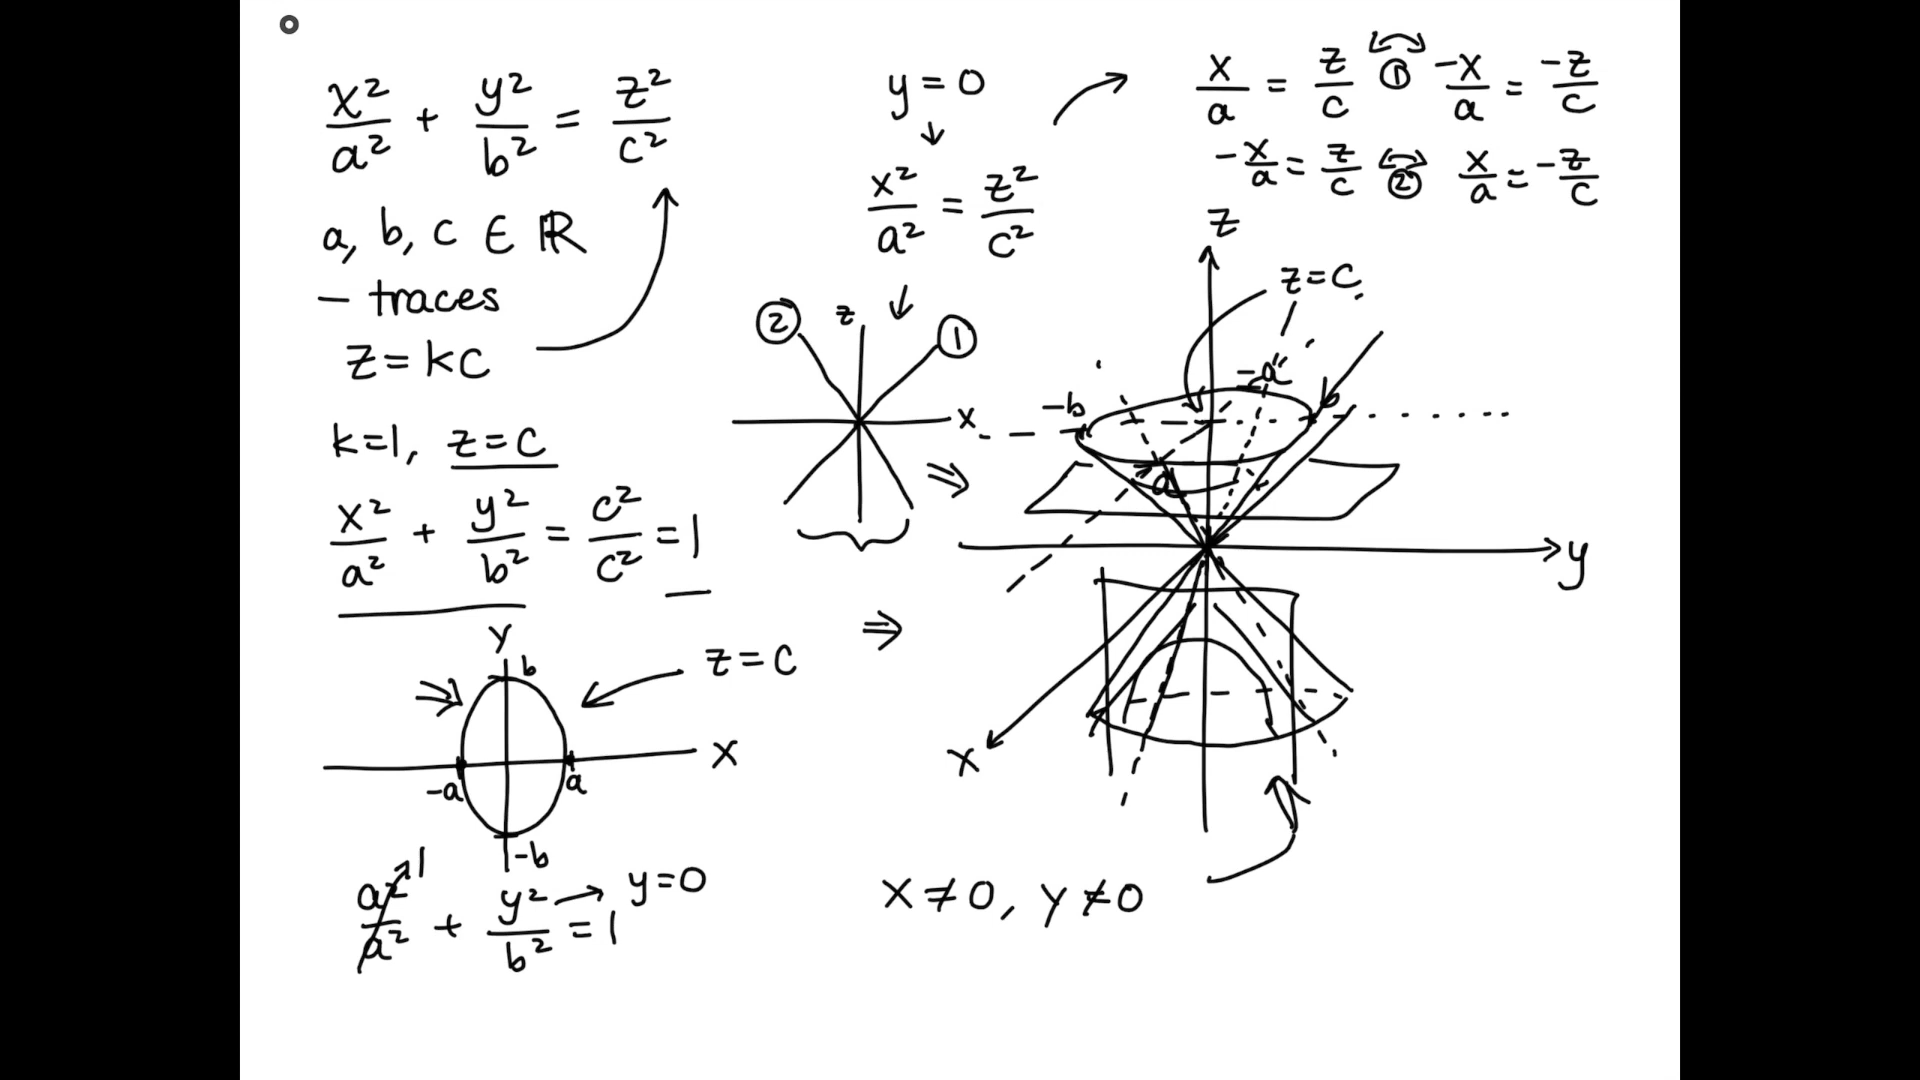 x²/a² + y²/b² = z²/c²
a, b, c ∈ ℝ
- traces
z = kc
k=1, z=c
x²/a² + y²/b² = c²/c² = 1
y
b
z=c
x
-a
a
-b
a²/a² → 1 + y²/b² = 1 → y=0
y=0
↓
x²/a² = z²/c²
② z ①
x
x/a = z/c ① -x/a = -z/c
-x/a = z/c ② x/a = -z/c
z
z=c
-a
-b
b
a
y
x
x≠0, y≠0